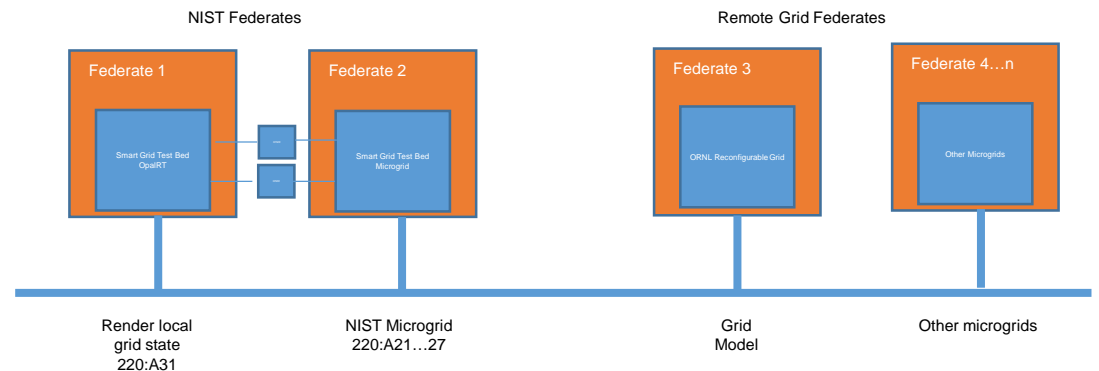 NIST Federates
Remote Grid Federates
Federate 1
Federate 2
Federate 3
Federate 4…n
Smart Grid Test Bed
OpalRT
Smart Grid Test Bed
Microgrid
ORNL Reconfigurable Grid
Other Microgrids
Render local
grid state
220:A31
NIST Microgrid
220:A21…27
Grid
Model
Other microgrids